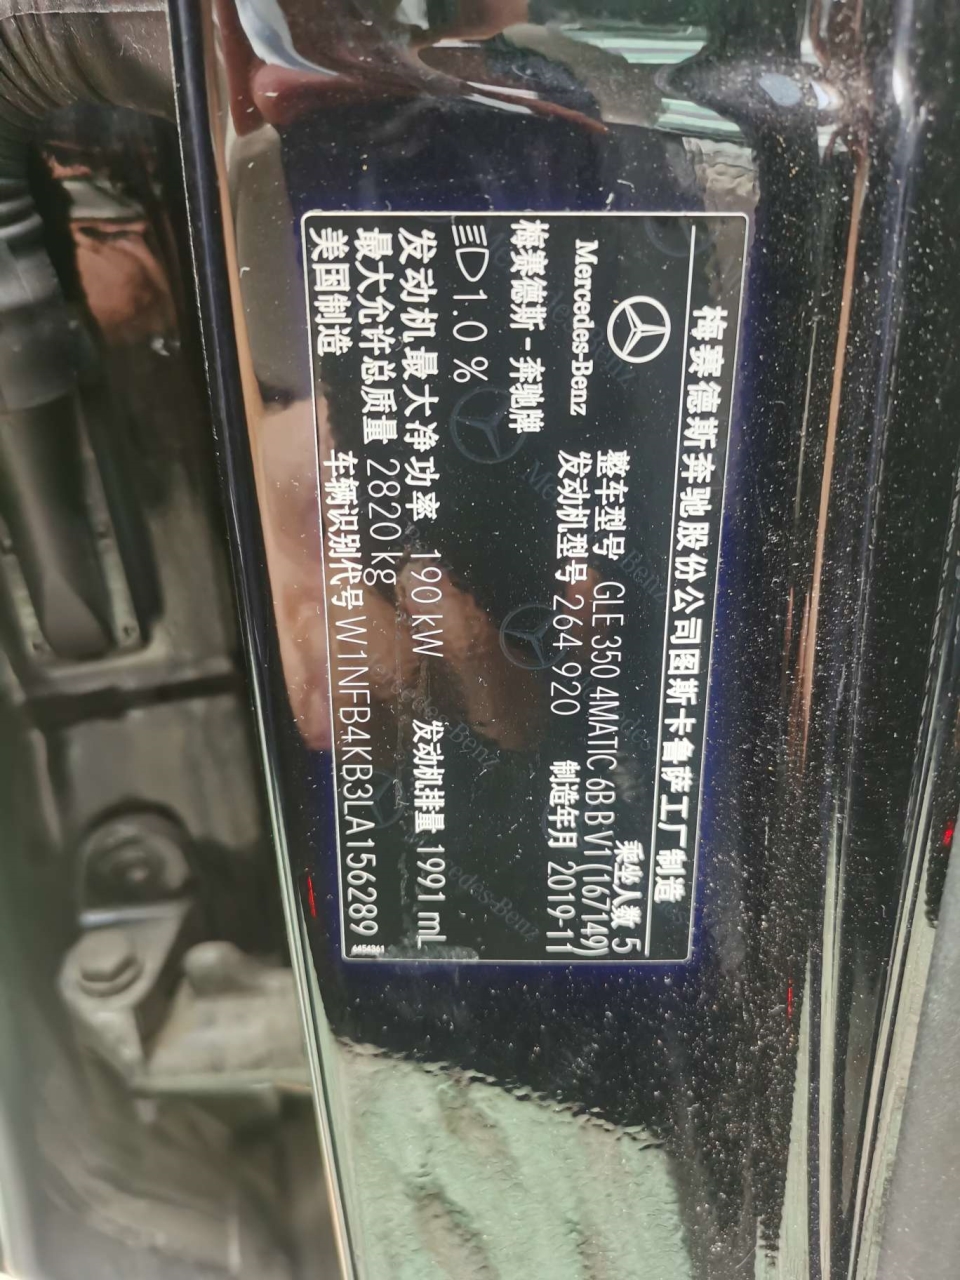 梅赛德斯奔驰股份公司图斯卡鲁萨工厂制造
乘坐人数 5
Mercedes-Benz
整车型号 GLE 350 4MATIC 6BBV1(167149)
梅赛德斯-奔驰牌
发动机型号 264 920
制造年月 2019-11
1.0 %
发动机最大净功率 190 kW
发动机排量 1991 mL
最大允许总质量 2820 kg
美国制造
车辆识别代号 W1NFB4KB3LA156289